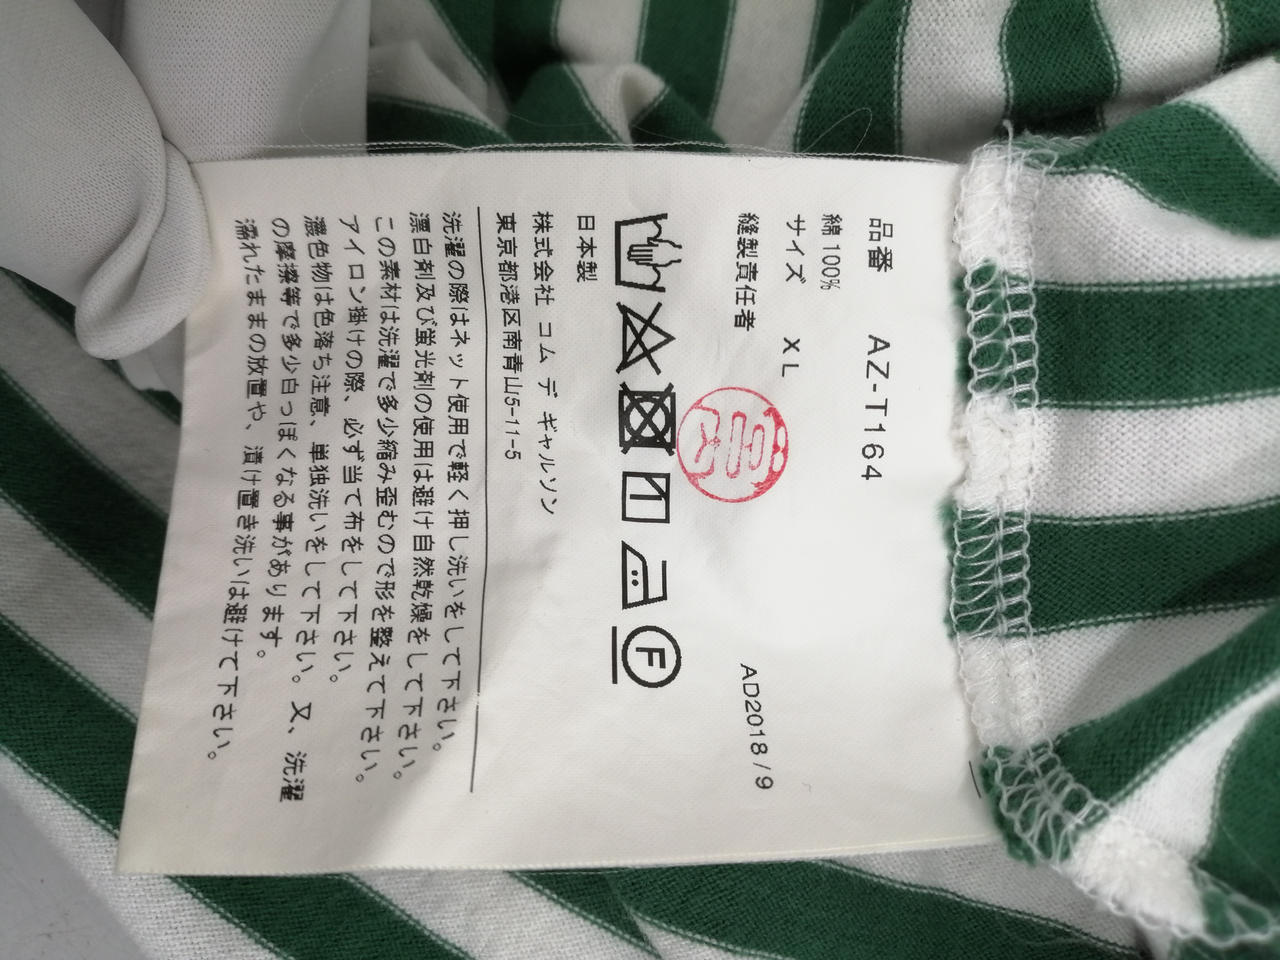 品番 AZ-T164
綿 100%
サイズ XL
縫製責任者 AD2018 / 9
日本製
株式会社 コム デ ギャルソン
東京都港区南青山5-11-5
洗濯の際はネット使用で軽く押し洗いをして下さい。
漂白剤及び蛍光剤の使用は避け自然乾燥をして下さい。
この素材は洗濯で多少縮み歪むので形を整えて下さい。
アイロン掛けの際、必ず当て布をして下さい。
濃色物は色落ち注意、単独洗いをして下さい。又、洗濯
の摩擦等で多少白っぽくなる事があります。
濡れたままの放置や、漬け置き洗いは避けて下さい。